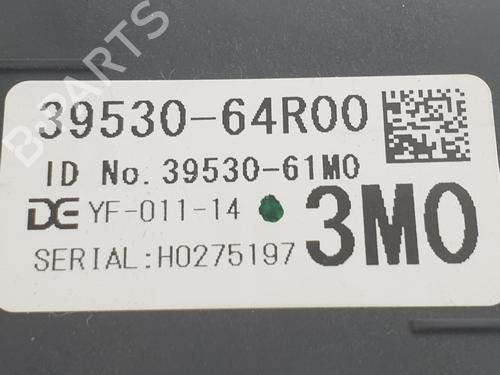 B-PARTS
39530-64R00
ID No. 39530-61M0
DE YF-011-14
3M0
SERIAL:H0275197